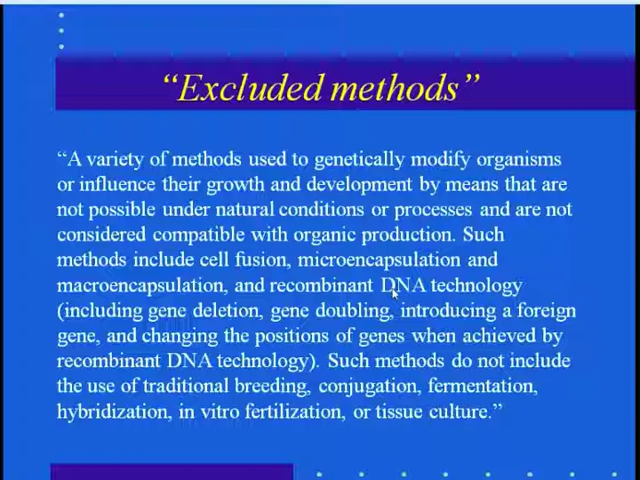 “Excluded methods”
“A variety of methods used to genetically modify organisms
or influence their growth and development by means that are
not possible under natural conditions or processes and are not
considered compatible with organic production. Such
methods include cell fusion, microencapsulation and
macroencapsulation, and recombinant DNA technology
(including gene deletion, gene doubling, introducing a foreign
gene, and changing the positions of genes when achieved by
recombinant DNA technology). Such methods do not include
the use of traditional breeding, conjugation, fermentation,
hybridization, in vitro fertilization, or tissue culture.”